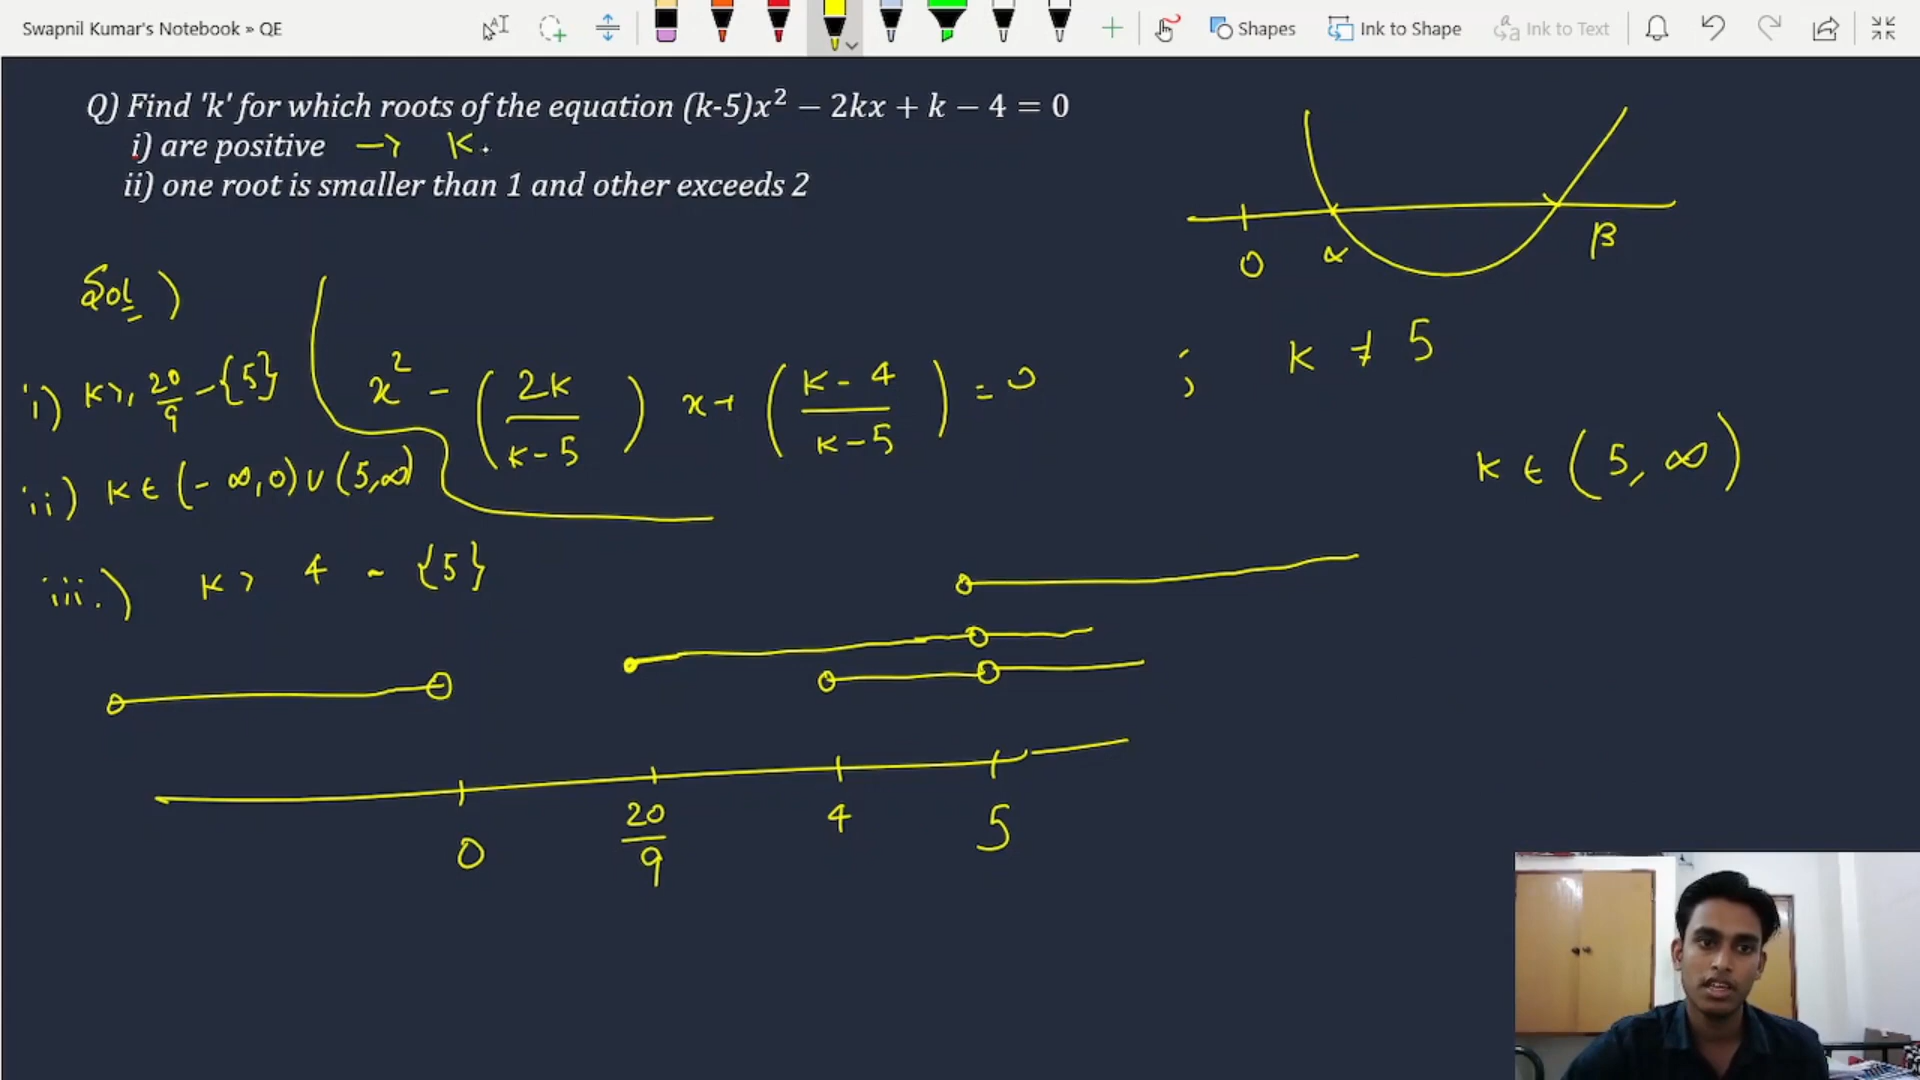 Swapnil Kumar's Notebook » QE
Shapes
Ink to Shape
Ink to Text
Q) Find 'k' for which roots of the equation (k-5)x² − 2kx + k − 4 = 0
i) are positive → K.
ii) one root is smaller than 1 and other exceeds 2
0 α β
Sol )
; K ≠ 5
i) K ≥ 20/9 - {5}
x² - (2K/K-5) x + (K-4/K-5) = 0
K ∈ (5, ∞)
ii) K ∈ (-∞,0) ∪ (5,∞)
iii.) K > 4 - {5}
0 20/9 4 5